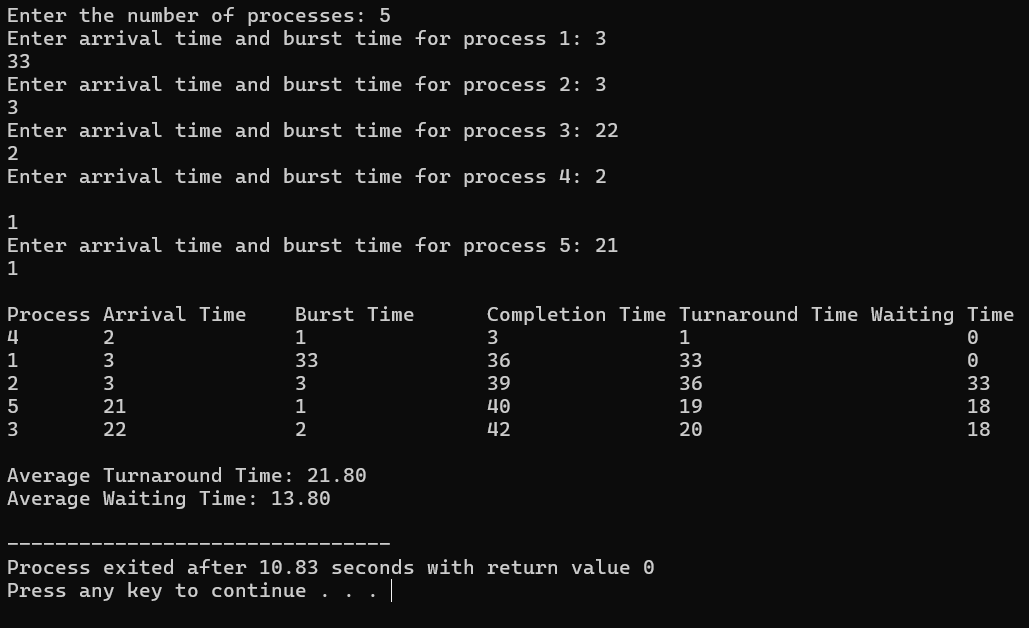 Enter the number of processes: 5
Enter arrival time and burst time for process 1: 3
33
Enter arrival time and burst time for process 2: 3
3
Enter arrival time and burst time for process 3: 22
2
Enter arrival time and burst time for process 4: 2

1
Enter arrival time and burst time for process 5: 21
1

Process Arrival Time    Burst Time      Completion Time Turnaround Time Waiting Time
4       2               1               3               1                       0
1       3               33              36              33                      0
2       3               3               39              36                      33
5       21              1               40              19                      18
3       22              2               42              20                      18

Average Turnaround Time: 21.80
Average Waiting Time: 13.80

--------------------------------
Process exited after 10.83 seconds with return value 0
Press any key to continue . . .